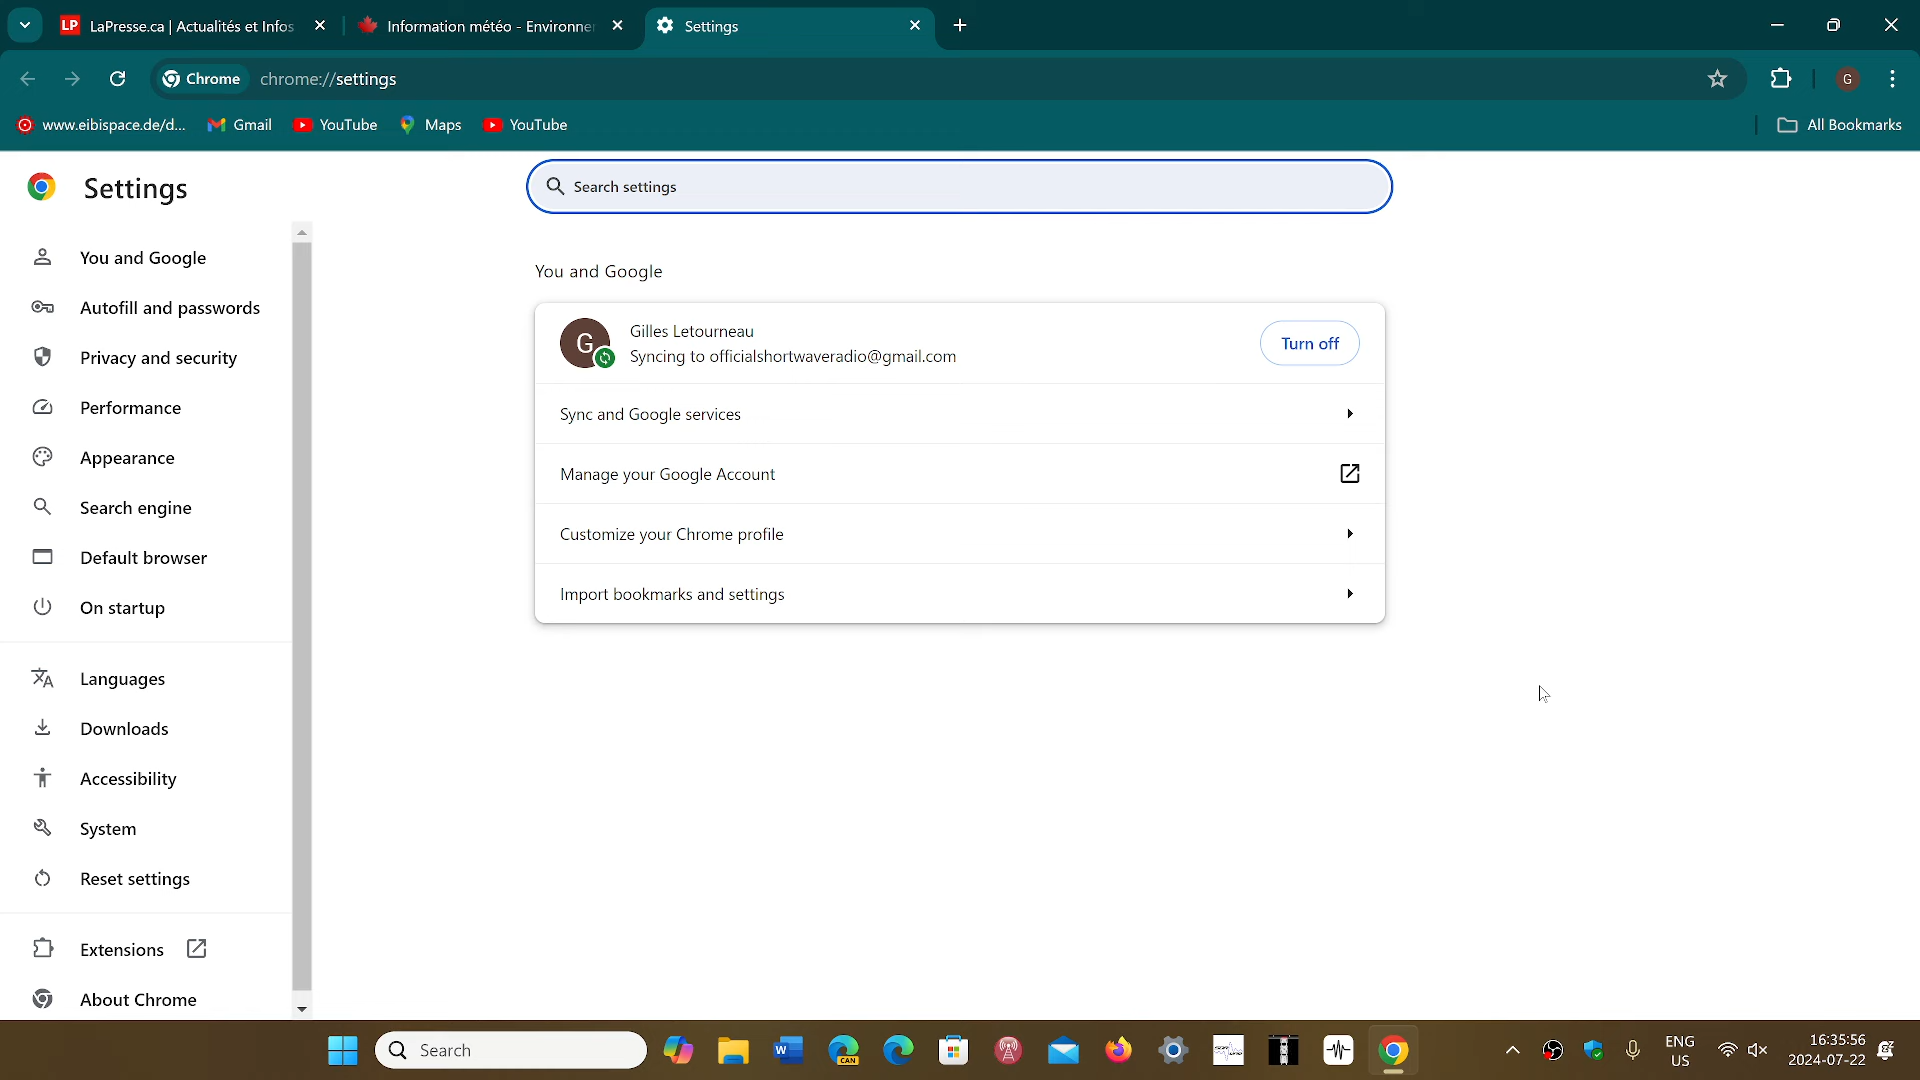 LP LaPresse.ca | Actualités et Infos
Information météo - Environne
Settings
Chrome
chrome://settings
G
www.eibispace.de/d...
Gmail
YouTube
Maps
YouTube
All Bookmarks
Settings
Search settings
You and Google
Autofill and passwords
Privacy and security
Performance
Appearance
Search engine
Default browser
On startup
Languages
Downloads
Accessibility
System
Reset settings
Extensions
About Chrome
You and Google
G
Gilles Letourneau
Syncing to officialshortwaveradio@gmail.com
Turn off
Sync and Google services
Manage your Google Account
Customize your Chrome profile
Import bookmarks and settings
Search
W
CAN
ENG
US
16:35:56
2024-07-22